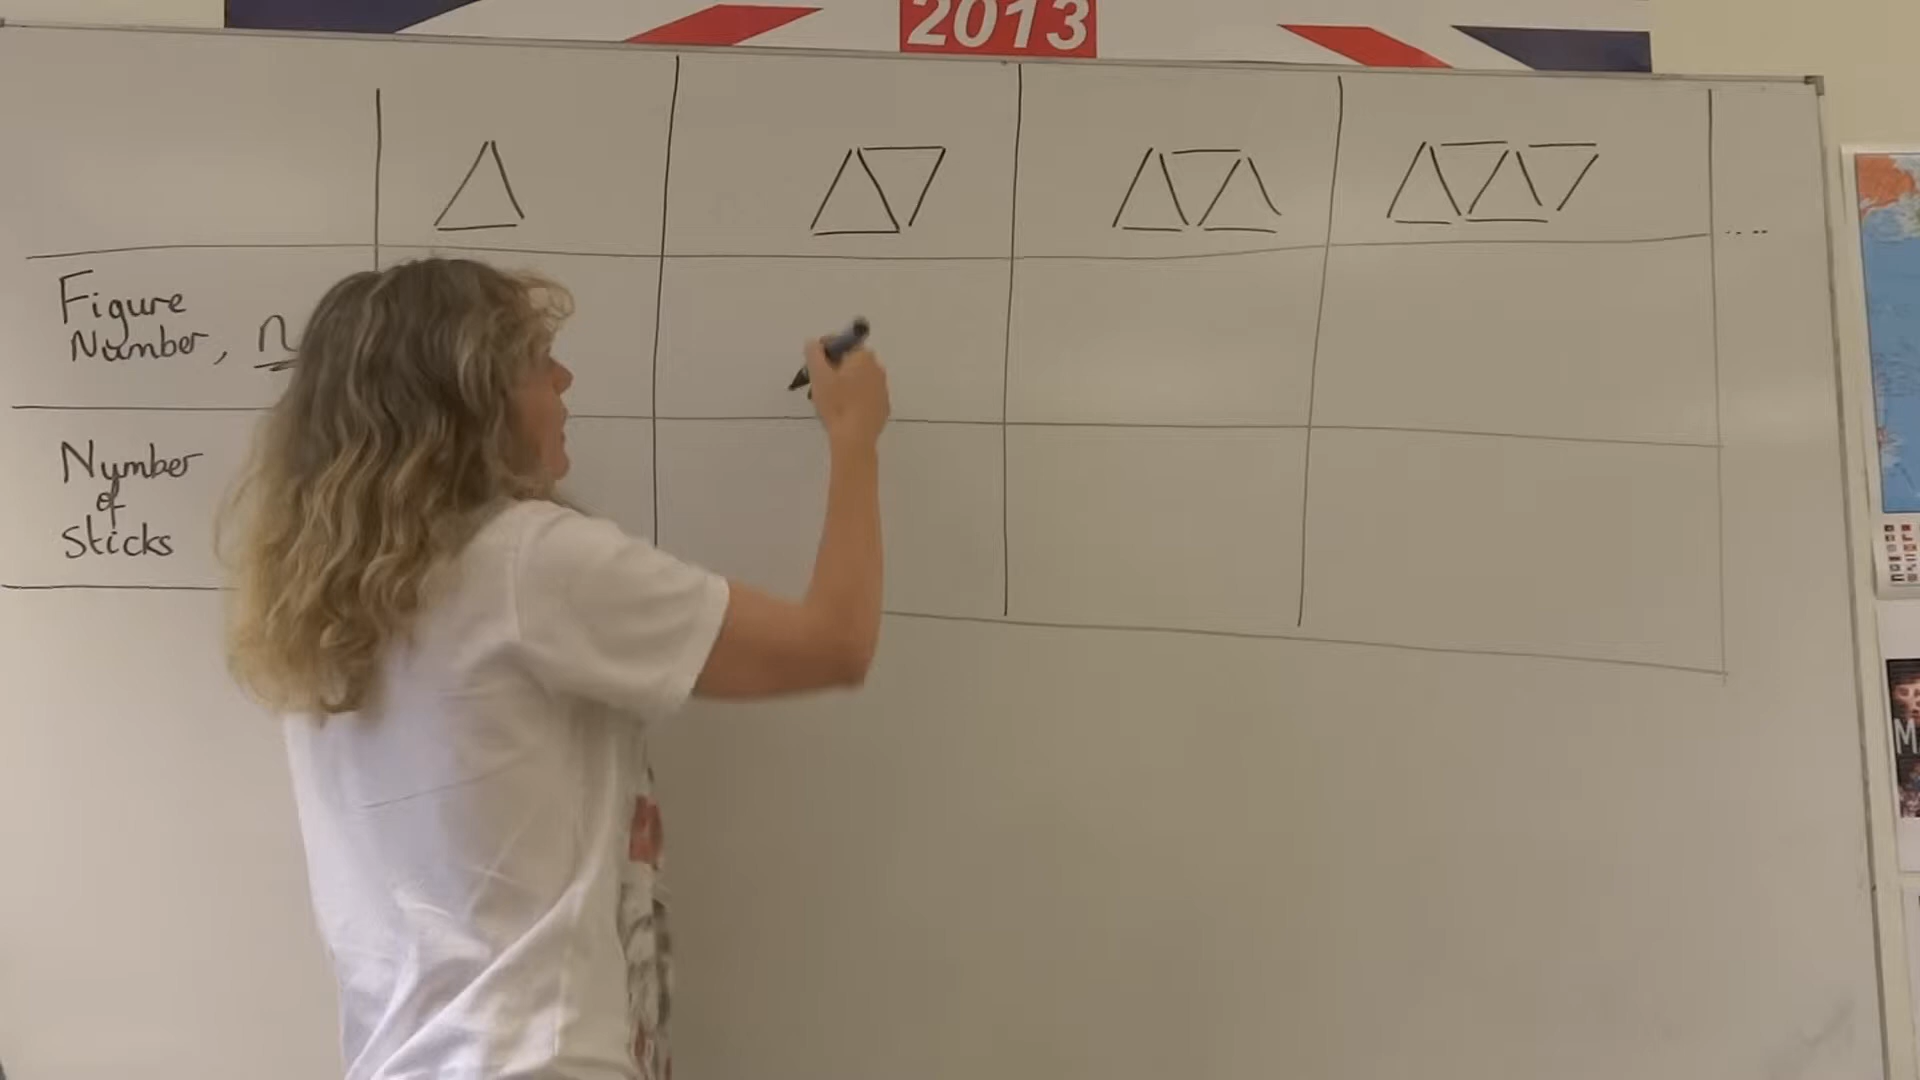 2013
Figure
Number, n
Number
of
Sticks
....
M